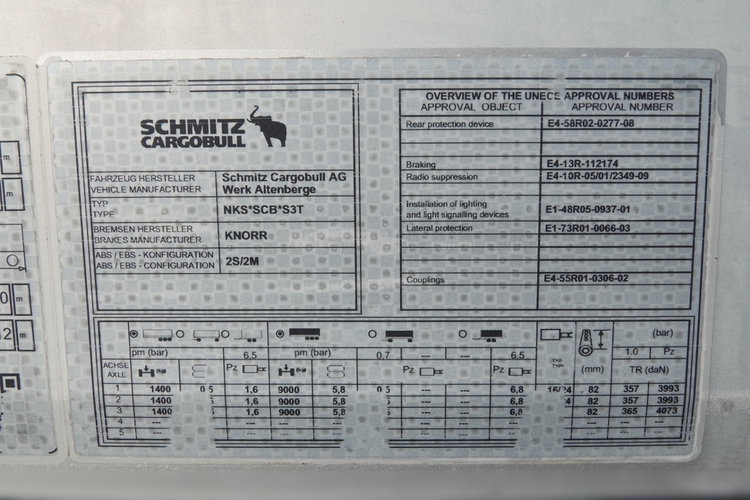 SCHMITZ
CARGOBULL
FAHRZEUG HERSTELLER
VEHICLE MANUFACTURER
Schmitz Cargobull AG
Werk Altenberge
TYP
TYPE
NKS*SCB*S3T
BREMSEN HERSTELLER
BRAKES MANUFACTURER
KNORR
ABS / EBS - KONFIGURATION
ABS / EBS - CONFIGURATION
2S/2M
OVERVIEW OF THE UNECE APPROVAL NUMBERS
APPROVAL OBJECT APPROVAL NUMBER
Rear protection device E4-58R02-0277-08
Braking E4-13R-112174
Radio suppression E4-10R-05/01/2349-09
Installation of lighting
and light signalling devices E1-48R05-0937-01
Lateral protection E1-73R01-0066-03
Couplings E4-55R01-0306-02
(bar)
pm (bar) 6.5 pm (bar) 0.7 --- --- 6.5 TYP TYPE (mm) 1.0 Pz
ACHSE
AXLE
Pz Pz Pz TR (daN)
1 1400 1,6 9000 5,8 --- --- 6,8 82 357 3993
2 1400 1,6 9000 5,8 --- --- 6,8 82 357 3993
3 1400 1,6 9000 5,8 --- --- 6,8 82 365 4073
4 --- --- --- --- --- --- --- --- ---
5 --- --- --- --- --- --- --- ---
m
m
0 m
2 m